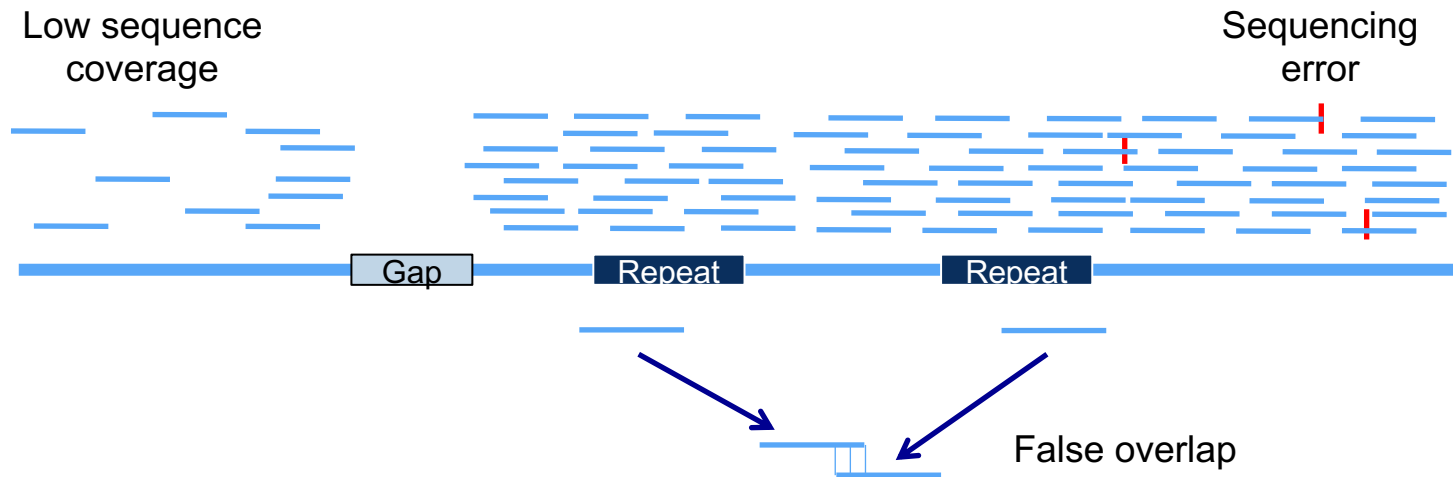 Low sequence
coverage
Sequencing
error
Gap
Repeat
Repeat
False overlap